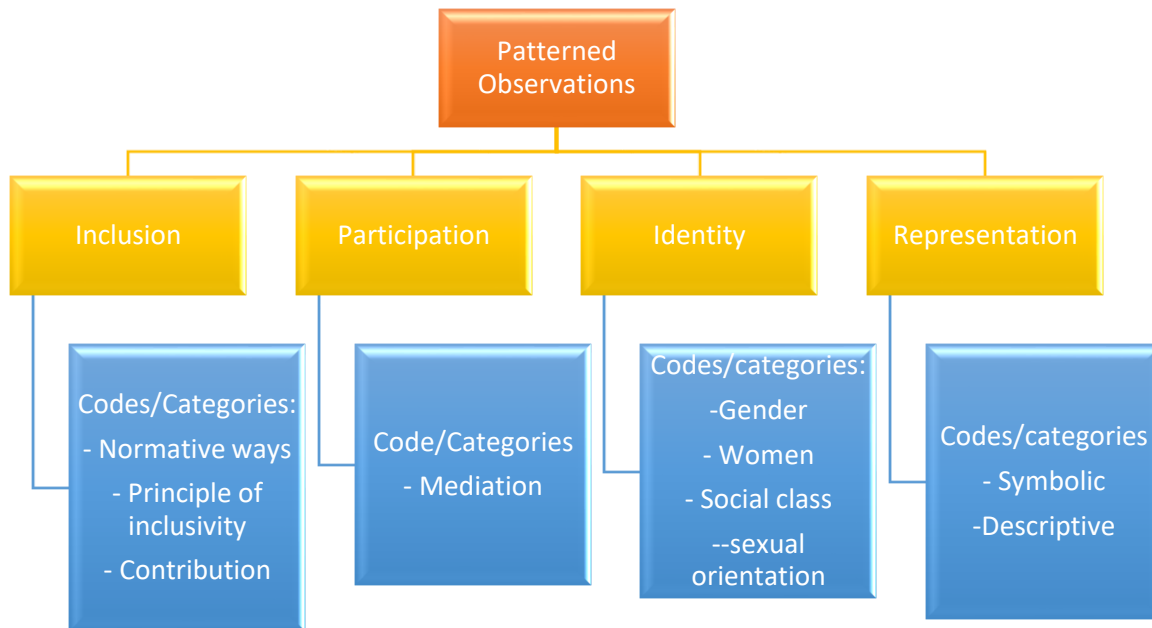 Patterned
Observations
Inclusion
Participation
Identity
Representation
Codes/Categories:
- Normative ways
- Principle of
inclusivity
- Contribution
Code/Categories
- Mediation
Codes/categories:
-Gender
- Women
- Social class
--sexual
orientation
Codes/categories
- Symbolic
-Descriptive